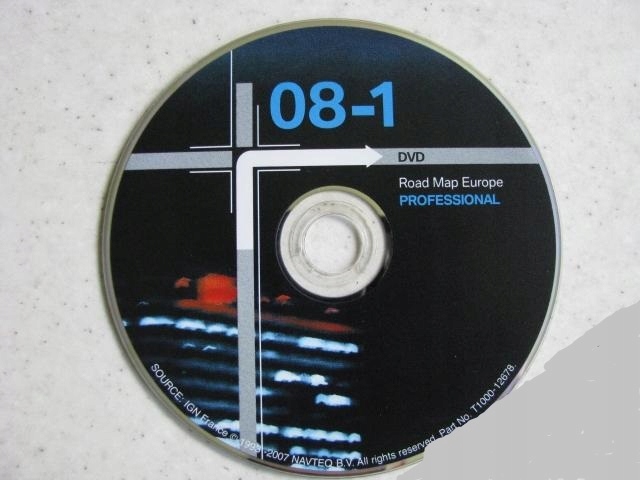 08-1
DVD
Road Map Europe
PROFESSIONAL
SOURCE: IGN France © 1993-2007 NAVTEQ B.V. All rights reserved. Part No. T1000-12678.